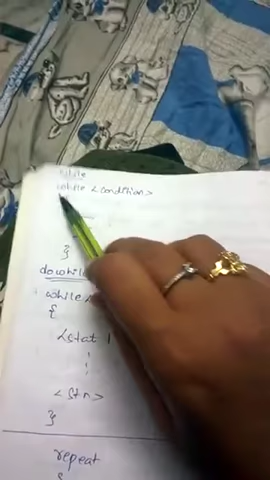 while
while <condition>
}
dowhile
while
{
<stat 1
<stn>
}
repeat
{